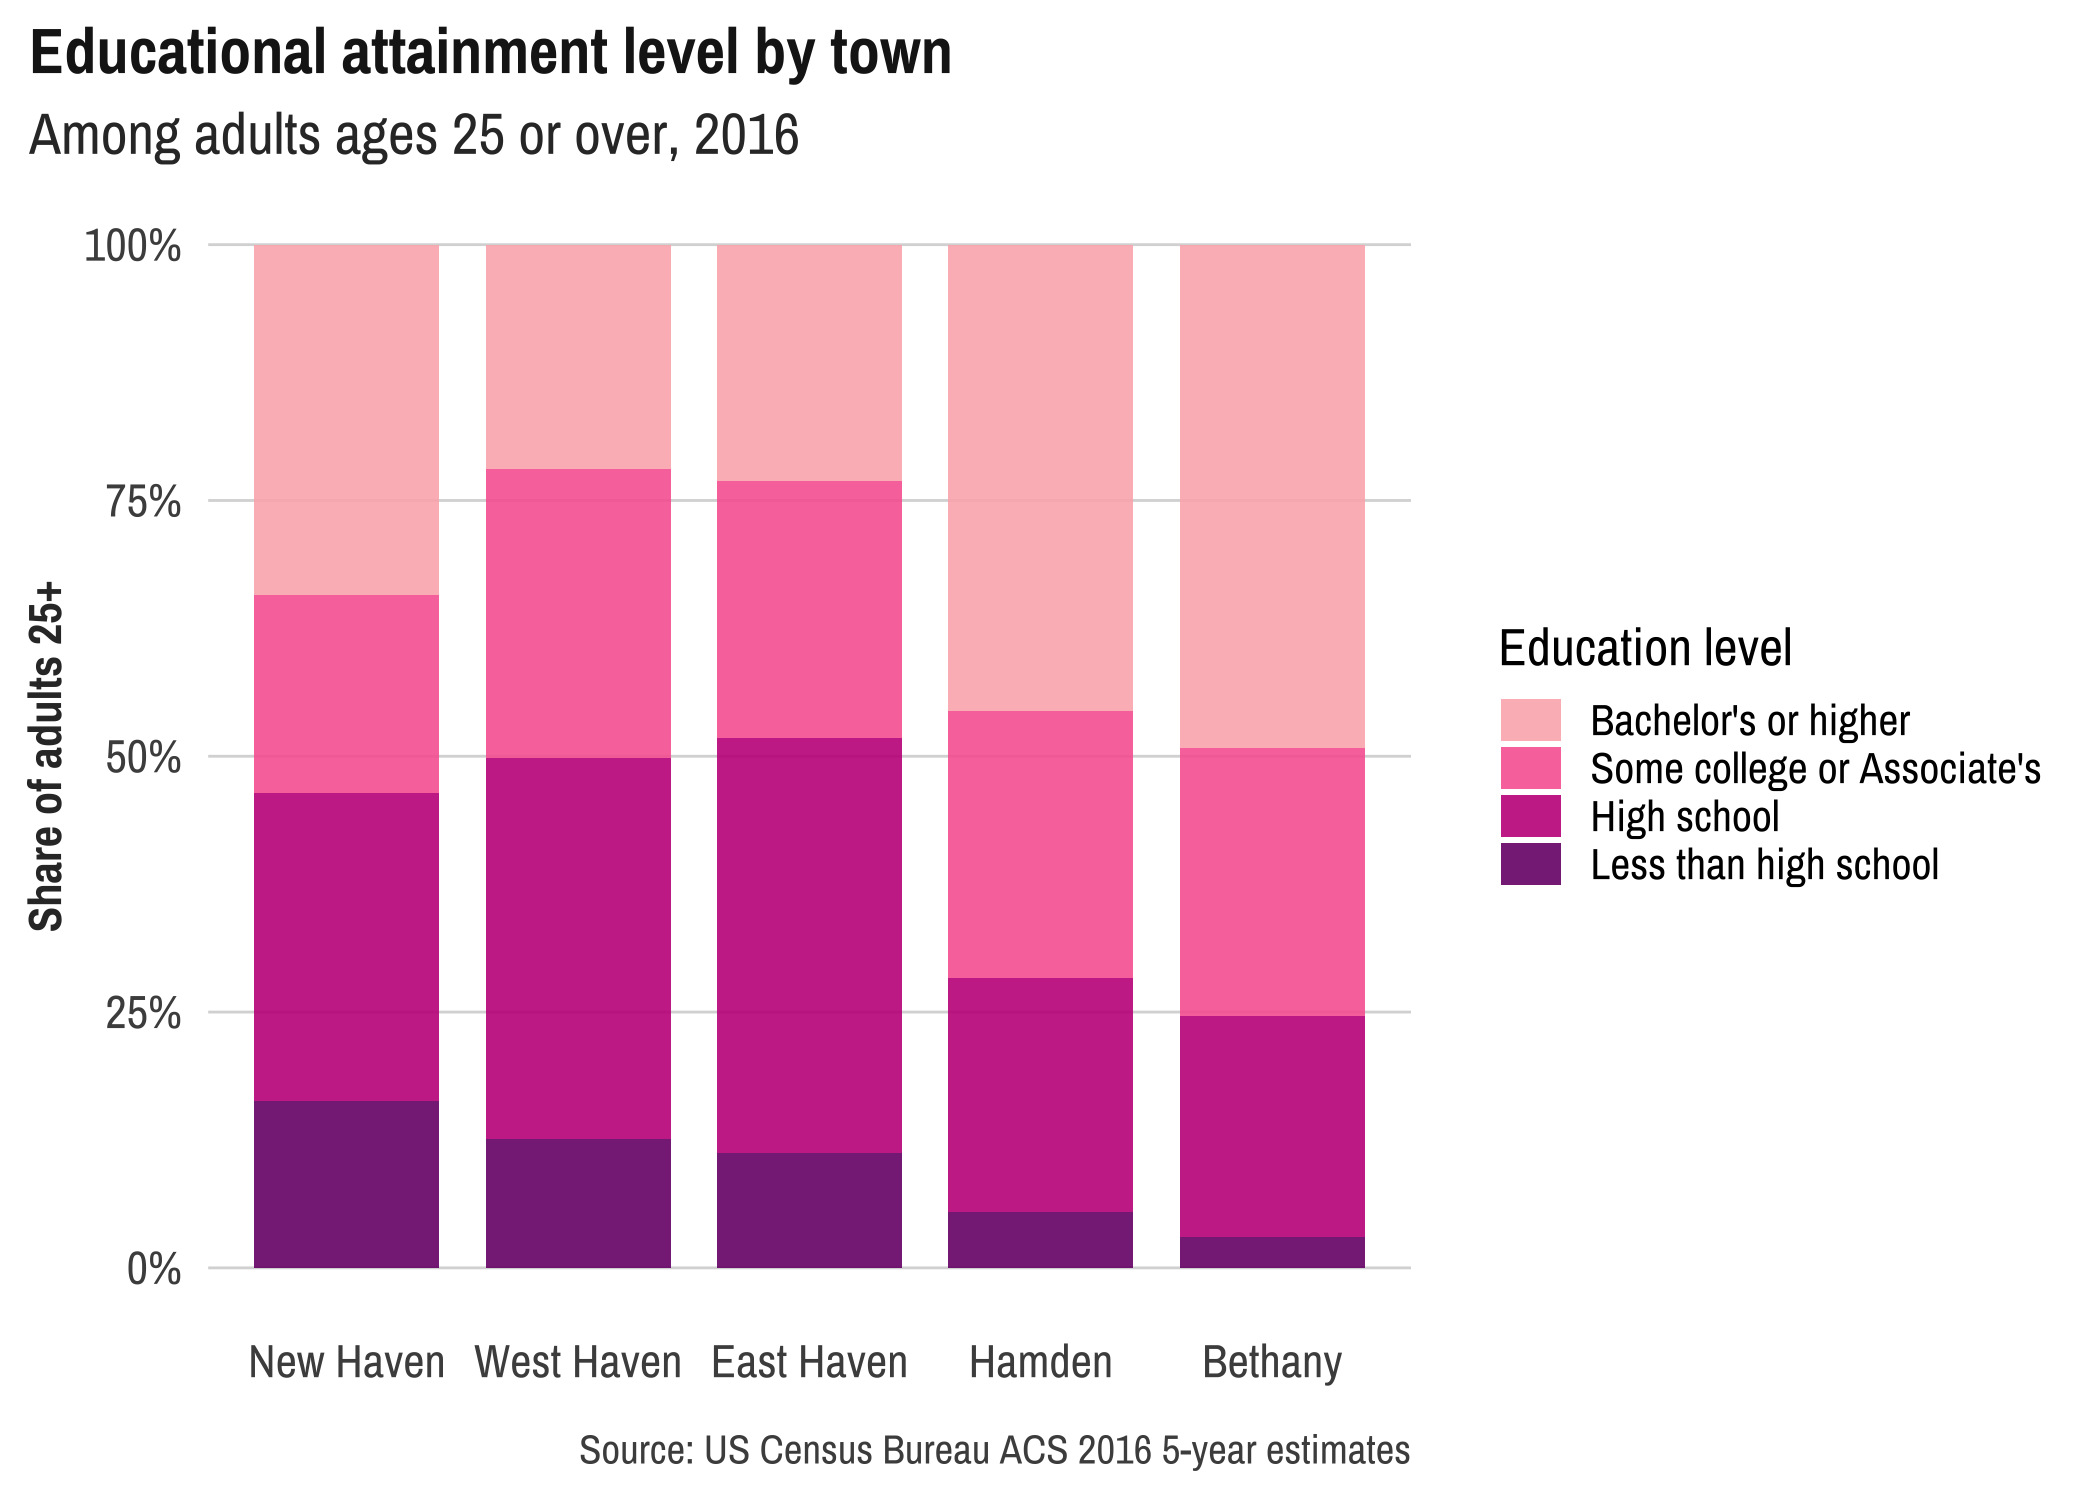 Educational attainment level by town
Among adults ages 25 or over, 2016
100%
75%
50%
25%
0%
Share of adults 25+
New Haven
West Haven
East Haven
Hamden
Bethany
Education level
Bachelor's or higher
Some college or Associate's
High school
Less than high school
Source: US Census Bureau ACS 2016 5-year estimates